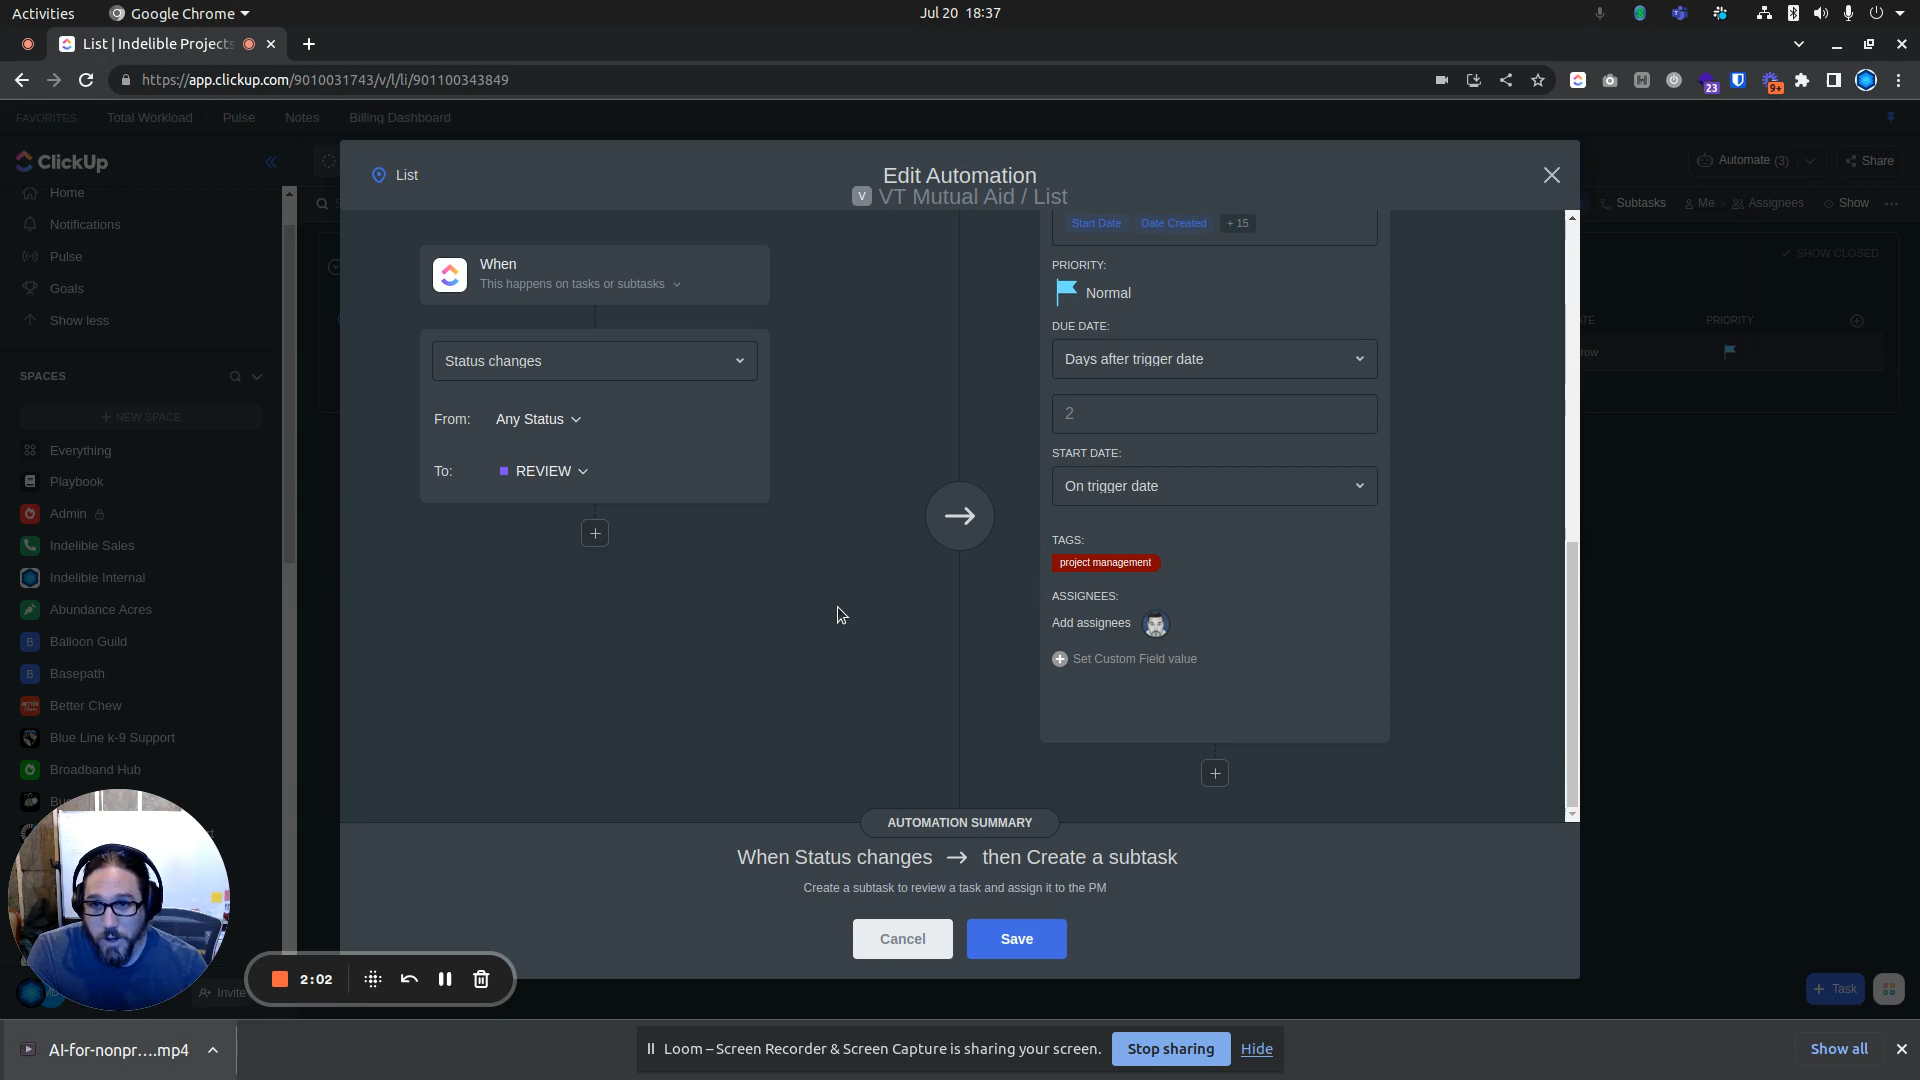 Activities
Google Chrome
Jul 20 18:37
List | Indelible Projects
https://app.clickup.com/9010031743/v/l/li/901100343849
23
9+
FAVORITES
Total Workload
Pulse
Notes
Billing Dashboard
ClickUp
Home
Notifications
Pulse
Goals
Show less
SPACES
NEW SPACE
Everything
Playbook
Admin
Indelible Sales
Indelible Internal
Abundance Acres
B
Balloon Guild
B
Basepath
Better Chew
Blue Line k-9 Support
Broadband Hub
Invite
List
Edit Automation
V
VT Mutual Aid / List
Automate (3)
Share
Subtasks
Me
Assignees
Show
SHOW CLOSED
PRIORITY
When
This happens on tasks or subtasks
Status changes
From:
Any Status
To:
REVIEW
Start Date
Date Created
+ 15
PRIORITY:
Normal
DUE DATE:
Days after trigger date
2
START DATE:
On trigger date
TAGS:
project management
ASSIGNEES:
Add assignees
Set Custom Field value
AUTOMATION SUMMARY
When Status changes → then Create a subtask
Create a subtask to review a task and assign it to the PM
Cancel
Save
2:02
Task
AI-for-nonpr....mp4
Loom – Screen Recorder & Screen Capture is sharing your screen.
Stop sharing
Hide
Show all